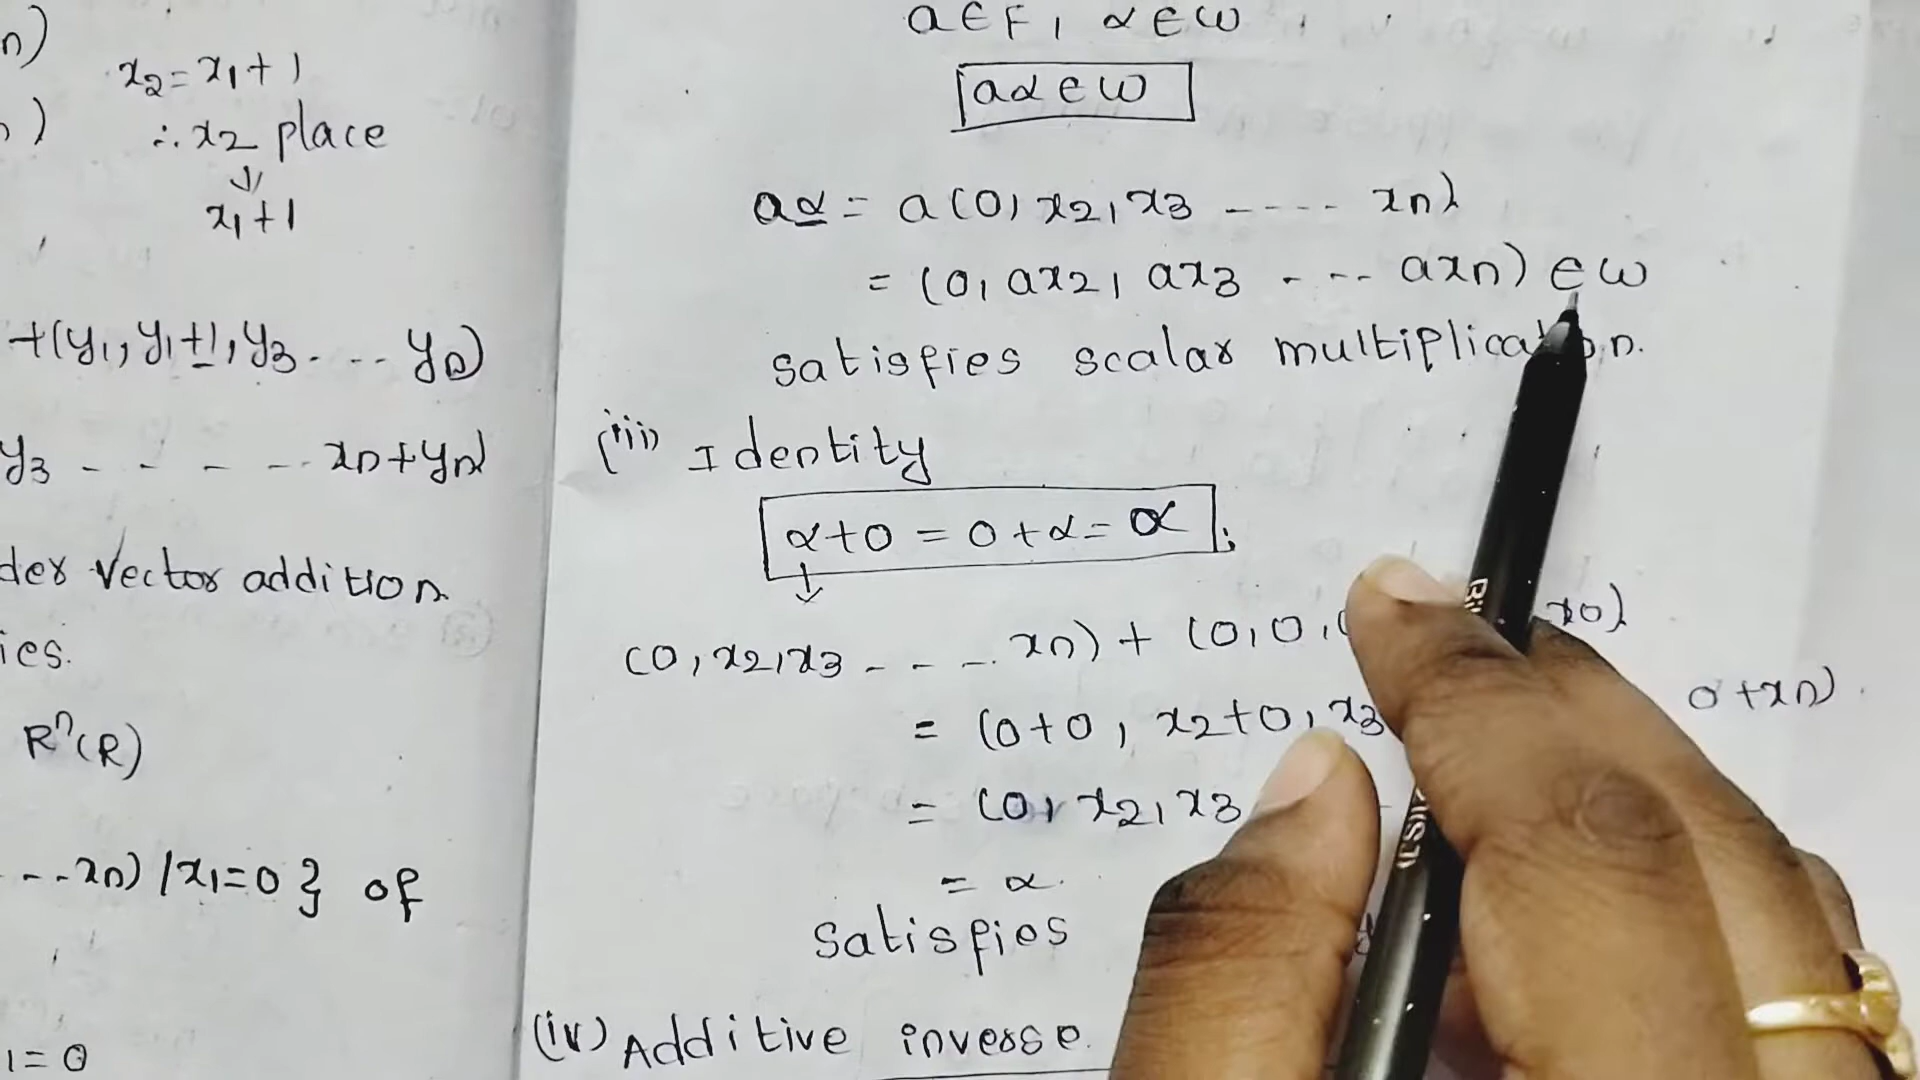 n)
x2=x1+1
)
∴x2 place
⇓
x1+1
+(y1,y1+1,y3. ... yn)
y3 - - - - -- xn+yn)
der vector addition
ies.
R^n(R)
--xn) /x1=0 } of
1=0
a∈F, α∈w
aα∈w
aα = a(0, x2, x3 ---- xn)
= (0, ax2, ax3 - -- axn) ∈w
satisfies scalar multiplication.
(iii) Identity
α+0 = 0+α= α ;
↓
(0, x2, x3 - - -- xn) + (0, 0,
= (0+0, x2+0, x3 0+xn).
= (0, x2, x3
= α.
satisfies
(iv) Additive inverse.